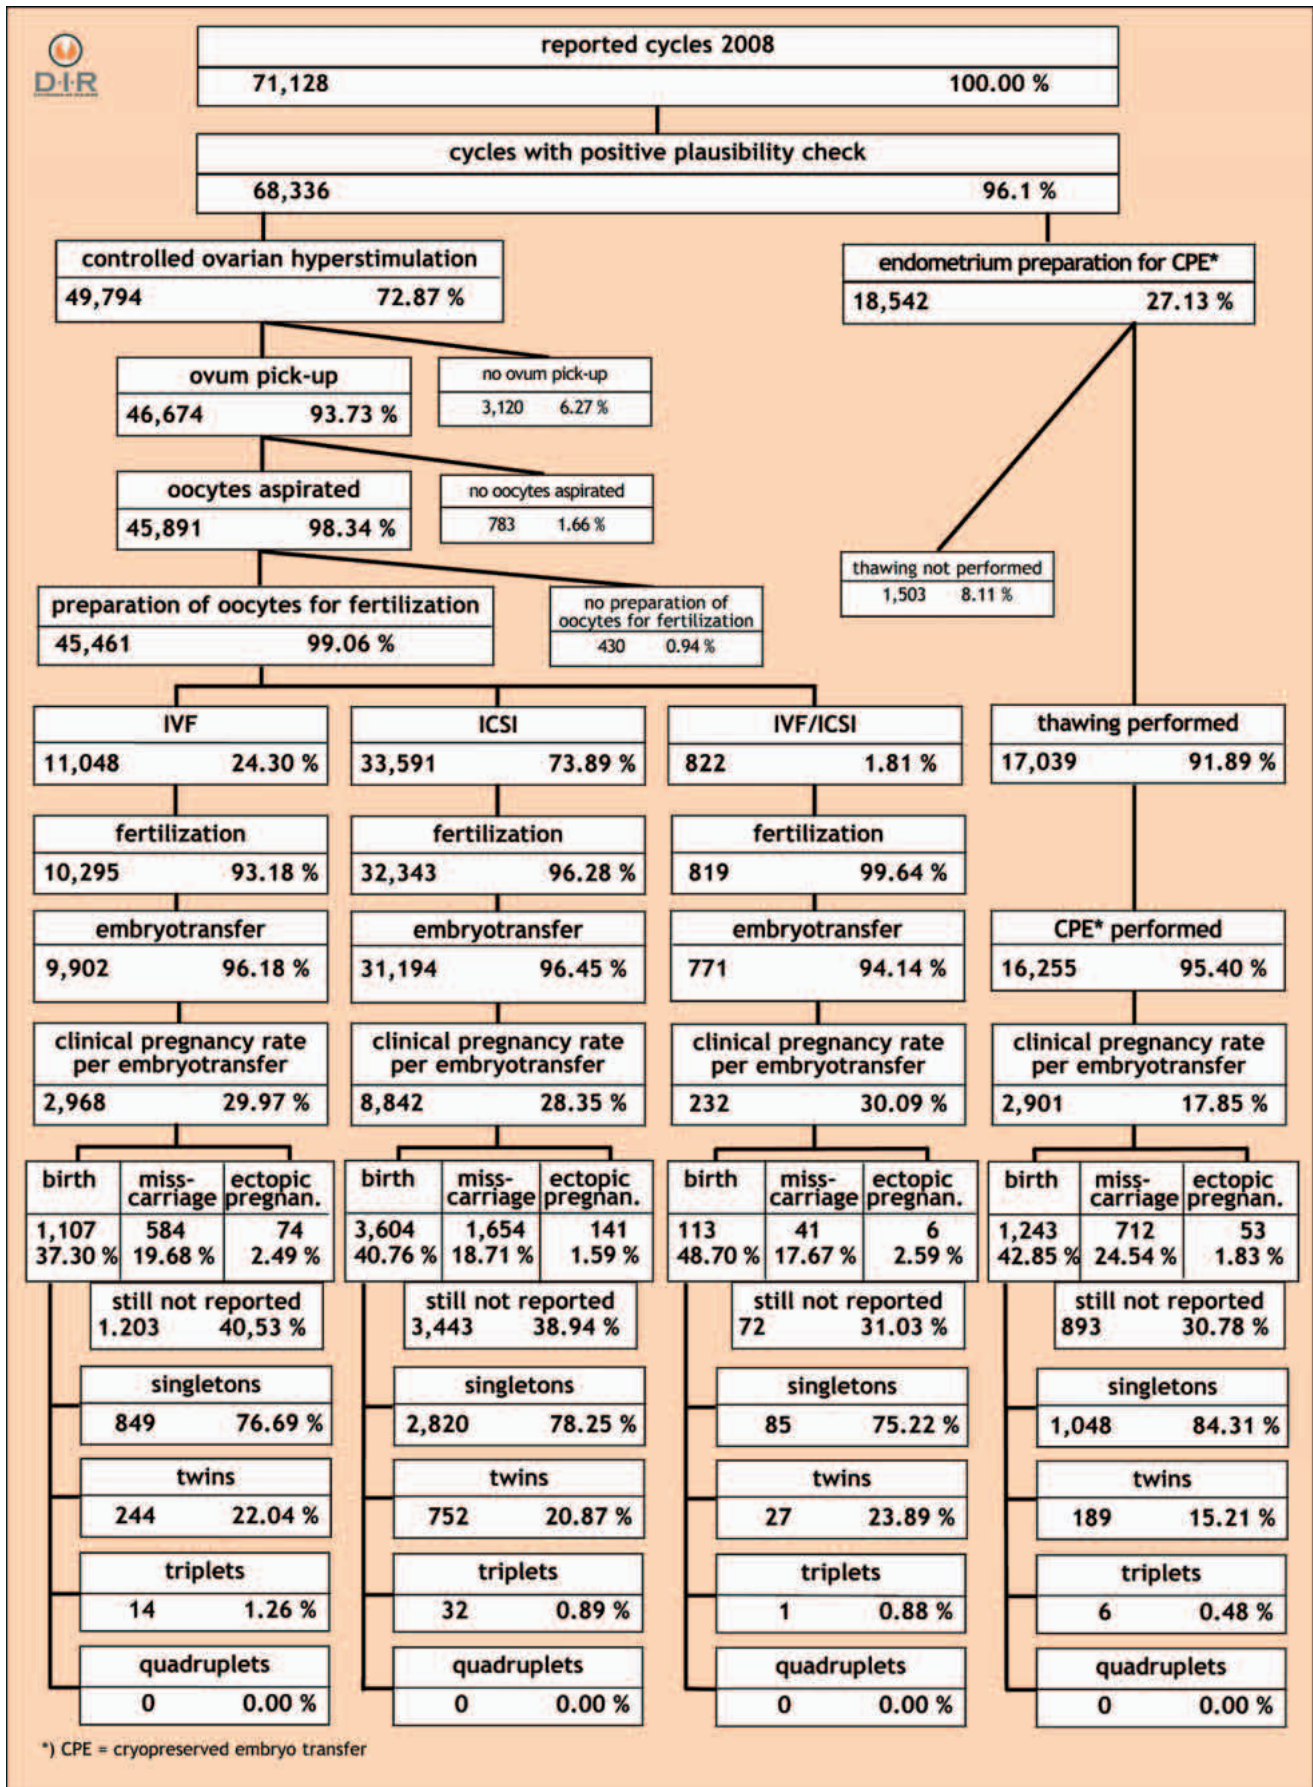 D·I·R
reported cycles 2008
71,128 100.00 %
cycles with positive plausibility check
68,336 96.1 %
controlled ovarian hyperstimulation
49,794 72.87 %
endometrium preparation for CPE*
18,542 27.13 %
ovum pick-up
46,674 93.73 %
no ovum pick-up
3,120 6.27 %
oocytes aspirated
45,891 98.34 %
no oocytes aspirated
783 1.66 %
thawing not performed
1,503 8.11 %
preparation of oocytes for fertilization
45,461 99.06 %
no preparation of
oocytes for fertilization
430 0.94 %
IVF
11,048 24.30 %
ICSI
33,591 73.89 %
IVF/ICSI
822 1.81 %
thawing performed
17,039 91.89 %
fertilization
10,295 93.18 %
fertilization
32,343 96.28 %
fertilization
819 99.64 %
embryotransfer
9,902 96.18 %
embryotransfer
31,194 96.45 %
embryotransfer
771 94.14 %
CPE* performed
16,255 95.40 %
clinical pregnancy rate
per embryotransfer
2,968 29.97 %
clinical pregnancy rate
per embryotransfer
8,842 28.35 %
clinical pregnancy rate
per embryotransfer
232 30.09 %
clinical pregnancy rate
per embryotransfer
2,901 17.85 %
birth miss- ectopic
carriage pregnan.
1,107 584 74
37.30 % 19.68 % 2.49 %
birth miss- ectopic
carriage pregnan.
3,604 1,654 141
40.76 % 18.71 % 1.59 %
birth miss- ectopic
carriage pregnan.
113 41 6
48.70 % 17.67 % 2.59 %
birth miss- ectopic
carriage pregnan.
1,243 712 53
42.85 % 24.54 % 1.83 %
still not reported
1.203 40,53 %
still not reported
3,443 38.94 %
still not reported
72 31.03 %
still not reported
893 30.78 %
singletons
849 76.69 %
singletons
2,820 78.25 %
singletons
85 75.22 %
singletons
1,048 84.31 %
twins
244 22.04 %
twins
752 20.87 %
twins
27 23.89 %
twins
189 15.21 %
triplets
14 1.26 %
triplets
32 0.89 %
triplets
1 0.88 %
triplets
6 0.48 %
quadruplets
0 0.00 %
quadruplets
0 0.00 %
quadruplets
0 0.00 %
quadruplets
0 0.00 %
*) CPE = cryopreserved embryo transfer